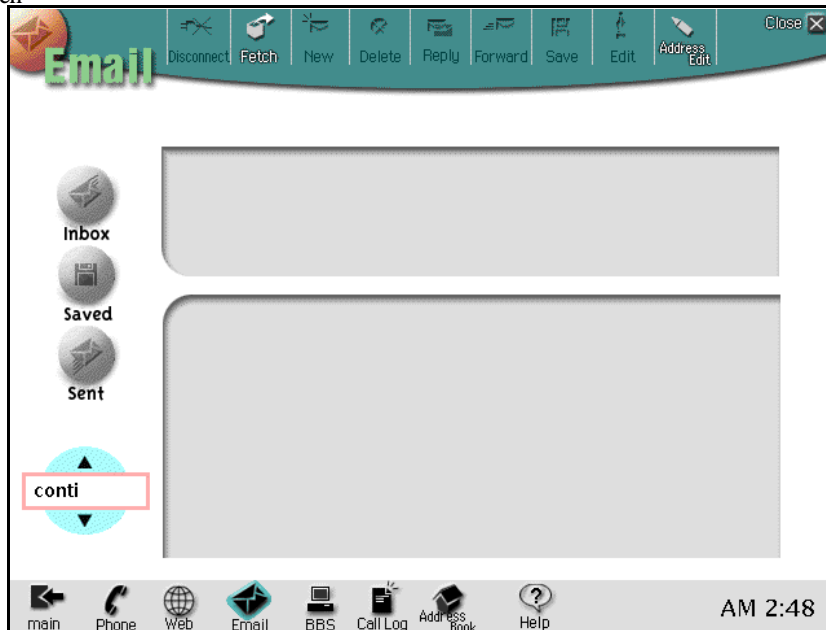 Close
Email
Disconnect Fetch New Delete Reply Forward Save Edit Address Edit
Inbox
Saved
Sent
conti
main Phone Web Email BBS Call Log Address Book Help
AM 2:48